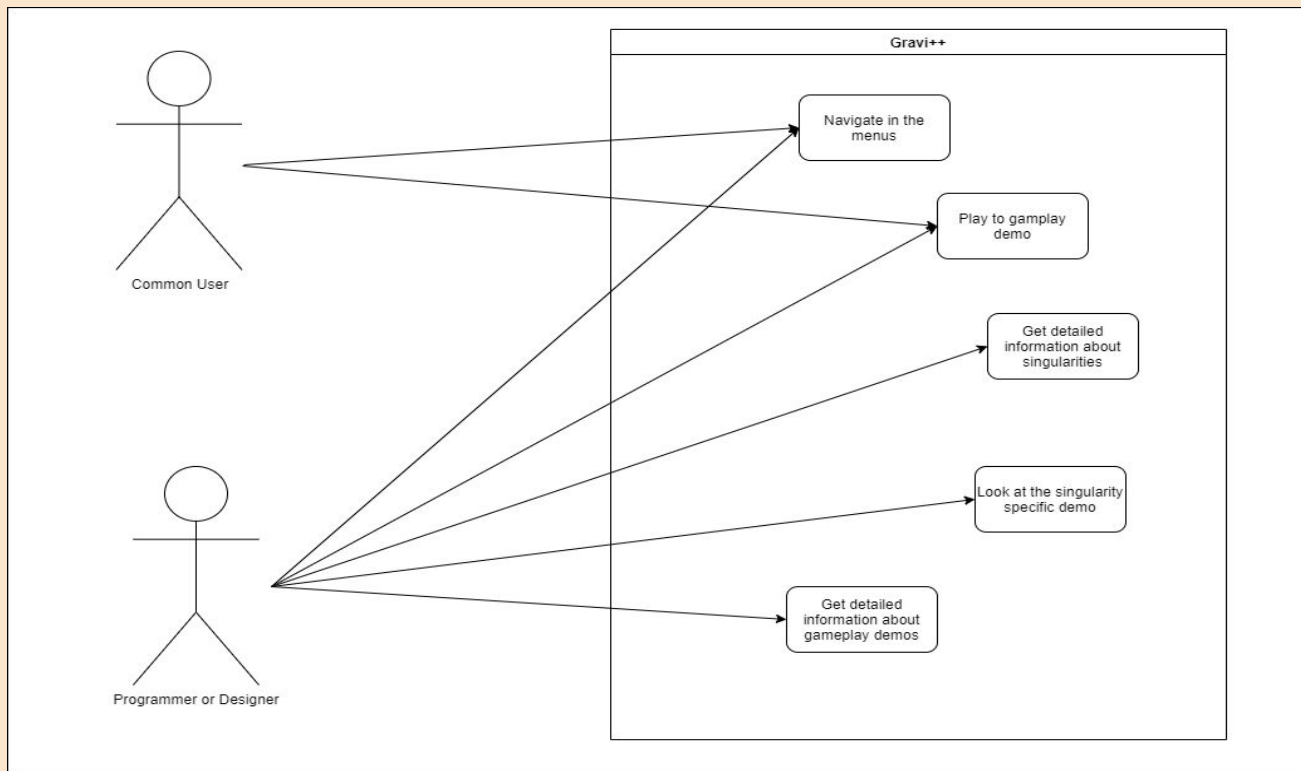 Gravi++
Navigate in the
menus
Play to gamplay
demo
Common User
Get detailed
information about
singularities
Look at the singularity
specific demo
Get detailed
information about
gameplay demos
Programmer or Designer